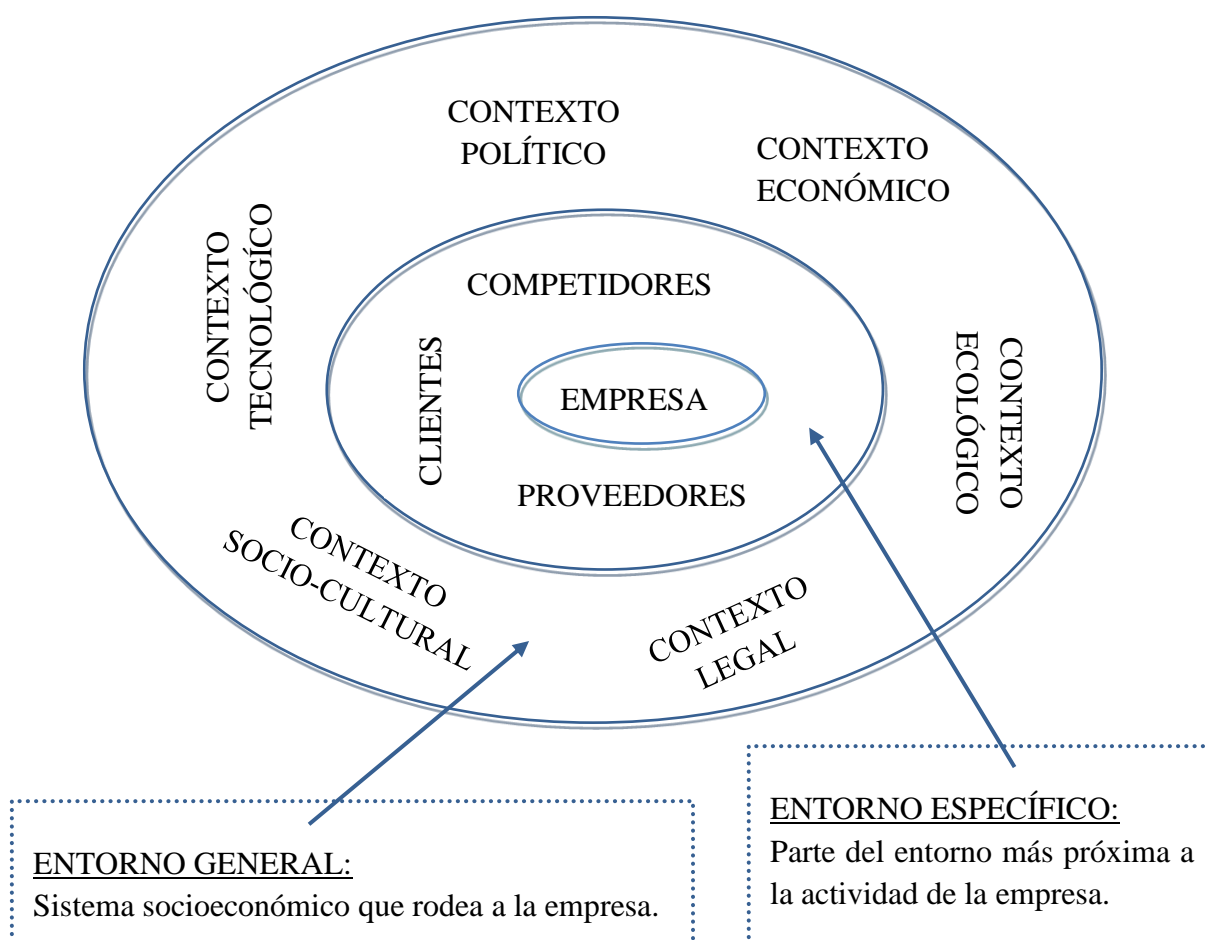 CONTEXTO
POLÍTICO
CONTEXTO
ECONÓMICO
CONTEXTO
TECNOLÓGÍCO
COMPETIDORES
CLIENTES
EMPRESA
PROVEEDORES
CONTEXTO
ECOLÓGICO
CONTEXTO
SOCIO-CULTURAL
CONTEXTO
LEGAL
ENTORNO GENERAL:
Sistema socioeconómico que rodea a la empresa.
ENTORNO ESPECÍFICO:
Parte del entorno más próxima a
la actividad de la empresa.